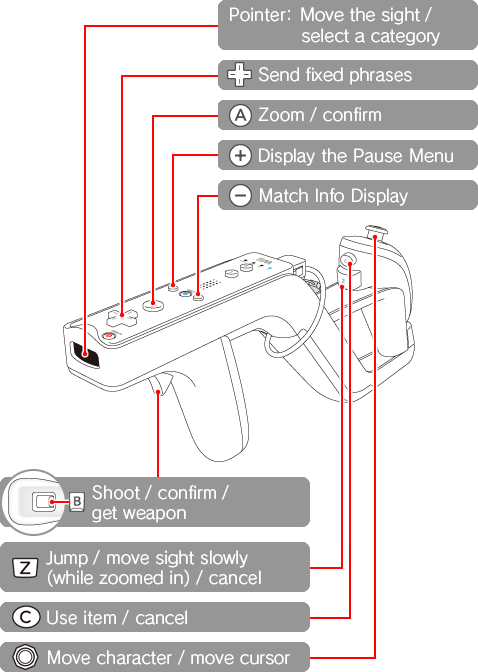 Pointer: Move the sight /
select a category
Send fixed phrases
A Zoom / confirm
+ Display the Pause Menu
− Match Info Display
B Shoot / confirm /
get weapon
Z Jump / move sight slowly
(while zoomed in) / cancel
C Use item / cancel
Move character / move cursor